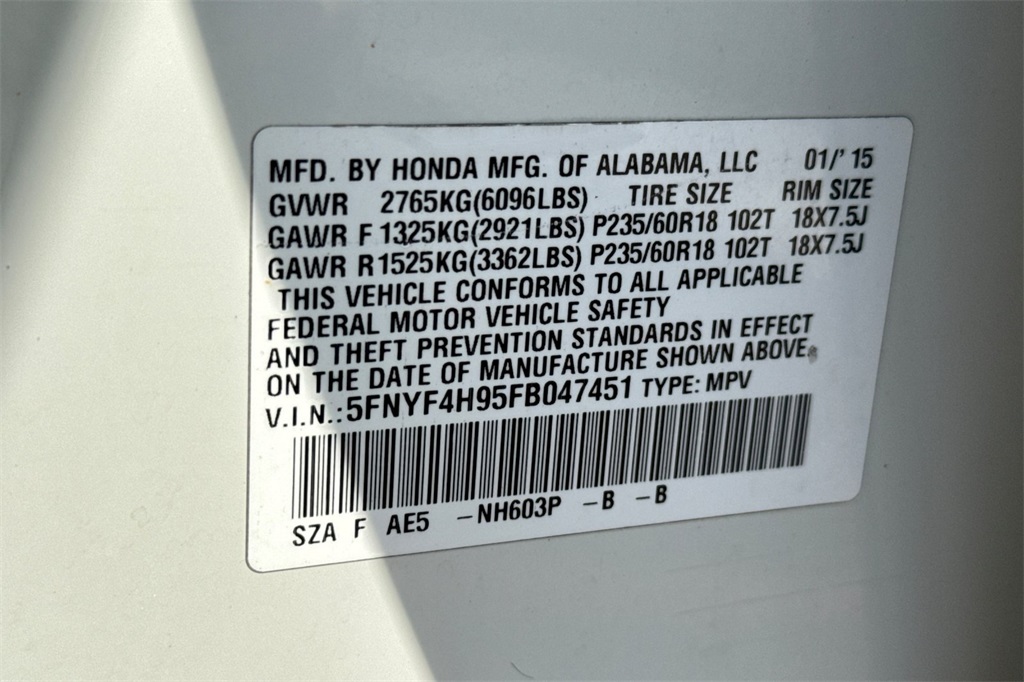 MFD. BY HONDA MFG. OF ALABAMA, LLC 01/'15
GVWR 2765KG(6096LBS) TIRE SIZE RIM SIZE
GAWR F 1325KG(2921LBS) P235/60R18 102T 18X7.5J
GAWR R1525KG(3362LBS) P235/60R18 102T 18X7.5J
THIS VEHICLE CONFORMS TO ALL APPLICABLE
FEDERAL MOTOR VEHICLE SAFETY
AND THEFT PREVENTION STANDARDS IN EFFECT
ON THE DATE OF MANUFACTURE SHOWN ABOVE.
V.I.N.:5FNYF4H95FB047451 TYPE: MPV
SZA F AE5 -NH603P -B -B